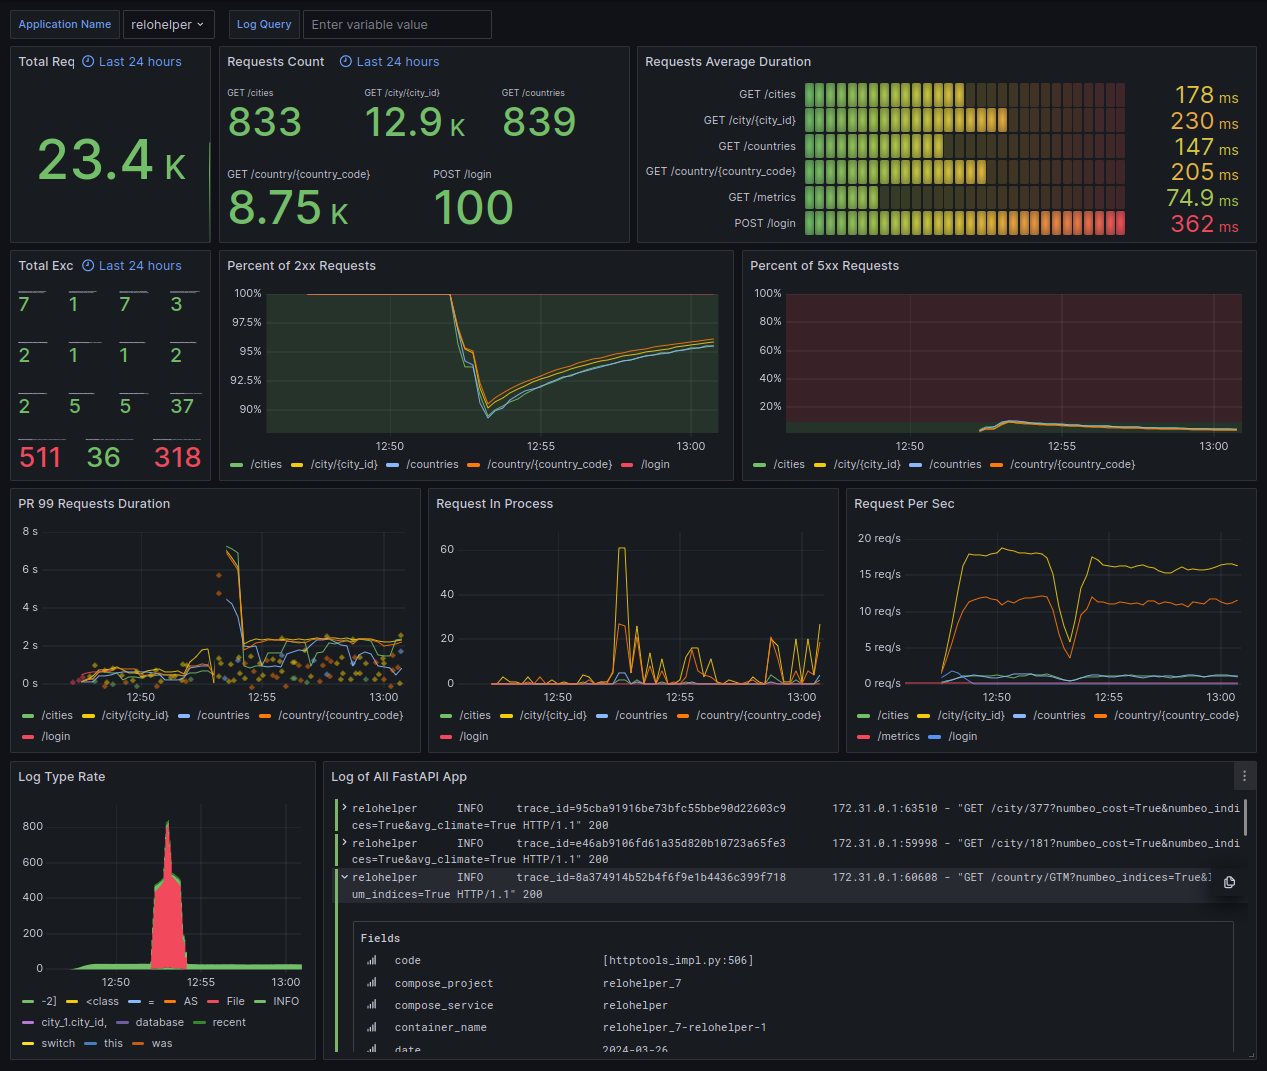 Application Name relohelper Log Query Enter variable value
Total Req Last 24 hours
23.4 K
Requests Count Last 24 hours
GET /cities GET /city/{city_id} GET /countries
833 12.9 K 839
GET /country/{country_code} POST /login
8.75 K 100
Requests Average Duration
GET /cities 178 ms
GET /city/{city_id} 230 ms
GET /countries 147 ms
GET /country/{country_code} 205 ms
GET /metrics 74.9 ms
POST /login 362 ms
Total Exc Last 24 hours
7 1 7 3
2 1 1 2
2 5 5 37
511 36 318
Percent of 2xx Requests
100%
97.5%
95%
92.5%
90%
12:50 12:55 13:00
/cities /city/{city_id} /countries /country/{country_code} /login
Percent of 5xx Requests
100%
80%
60%
40%
20%
12:50 12:55 13:00
/cities /city/{city_id} /countries /country/{country_code}
PR 99 Requests Duration
8 s
6 s
4 s
2 s
0 s
12:50 12:55 13:00
/cities /city/{city_id} /countries /country/{country_code}
/login
Request In Process
60
40
20
0
12:50 12:55 13:00
/cities /city/{city_id} /countries /country/{country_code}
/login
Request Per Sec
20 req/s
15 req/s
10 req/s
5 req/s
0 req/s
12:50 12:55 13:00
/cities /city/{city_id} /countries /country/{country_code}
/metrics /login
Log Type Rate
800
600
400
200
0
12:50 12:55 13:00
-2] <class = AS File INFO
city_1.city_id, database recent
switch this was
Log of All FastAPI App
relohelper INFO trace_id=95cba91916be73bfc55bbe90d22603c9 172.31.0.1:63510 - "GET /city/377?numbeo_cost=True&numbeo_indi
ces=True&avg_climate=True HTTP/1.1" 200
relohelper INFO trace_id=e46ab9106fd61a35d820b10723a65fe3 172.31.0.1:59998 - "GET /city/181?numbeo_cost=True&numbeo_indi
ces=True&avg_climate=True HTTP/1.1" 200
relohelper INFO trace_id=8a374914b52b4f6f9e1b4436c399f718 172.31.0.1:60608 - "GET /country/GTM?numbeo_indices=True&
um_indices=True HTTP/1.1" 200
Fields
code [httptools_impl.py:506]
compose_project relohelper_7
compose_service relohelper
container_name relohelper_7-relohelper-1
date 2024-03-26